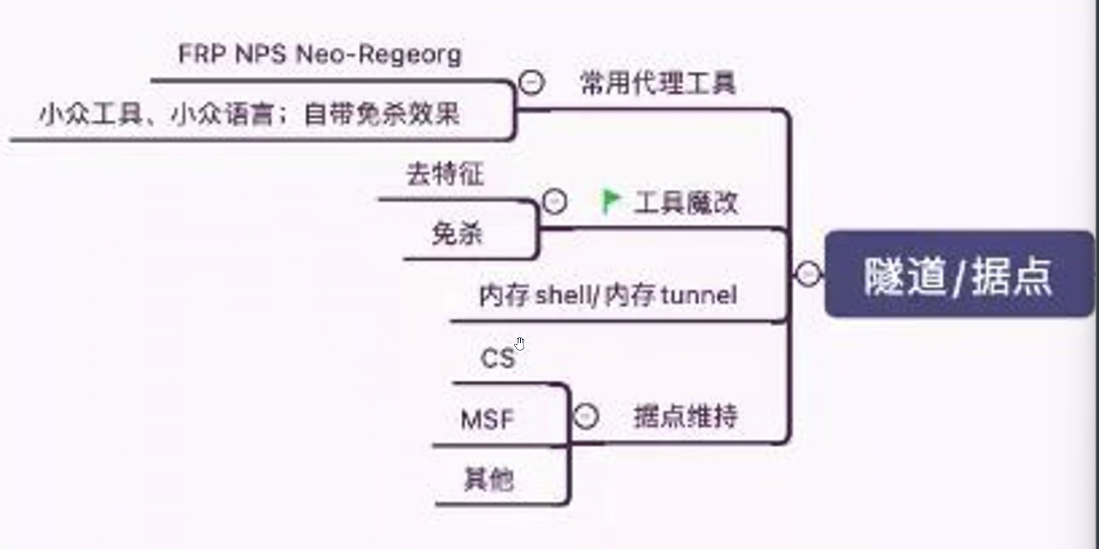 FRP NPS Neo-Regeorg
常用代理工具
小众工具、小众语言；自带免杀效果
去特征
工具魔改
免杀
隧道/据点
内存 shell/内存 tunnel
CS
MSF
据点维持
其他